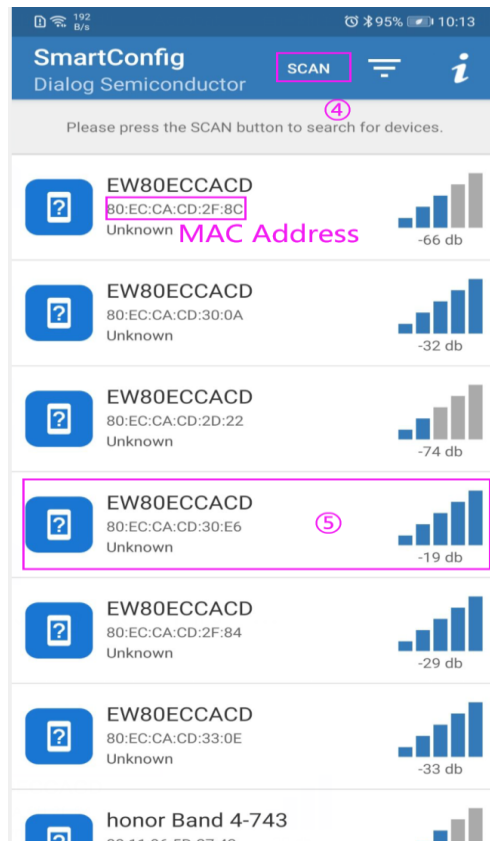 192
B/s
95%
10:13
SmartConfig
SCAN
i
Dialog Semiconductor
④
Please press the SCAN button to search for devices.
EW80ECCACD
80:EC:CA:CD:2F:8C
Unknown
MAC Address
-66 db
EW80ECCACD
80:EC:CA:CD:30:0A
Unknown
-32 db
EW80ECCACD
80:EC:CA:CD:2D:22
Unknown
-74 db
EW80ECCACD
80:EC:CA:CD:30:E6
⑤
Unknown
-19 db
EW80ECCACD
80:EC:CA:CD:2F:84
Unknown
-29 db
EW80ECCACD
80:EC:CA:CD:33:0E
Unknown
-33 db
honor Band 4-743